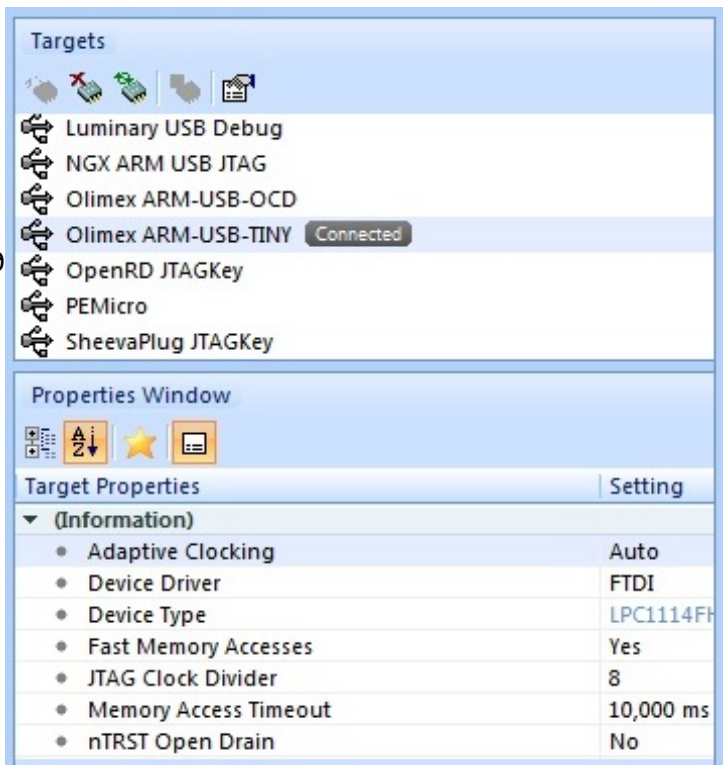 Targets
Luminary USB Debug
NGX ARM USB JTAG
Olimex ARM-USB-OCD
Olimex ARM-USB-TINY Connected
OpenRD JTAGKey
PEMicro
SheevaPlug JTAGKey
Properties Window
Target Properties Setting
(Information)
Adaptive Clocking Auto
Device Driver FTDI
Device Type LPC1114FH
Fast Memory Accesses Yes
JTAG Clock Divider 8
Memory Access Timeout 10,000 ms
nTRST Open Drain No